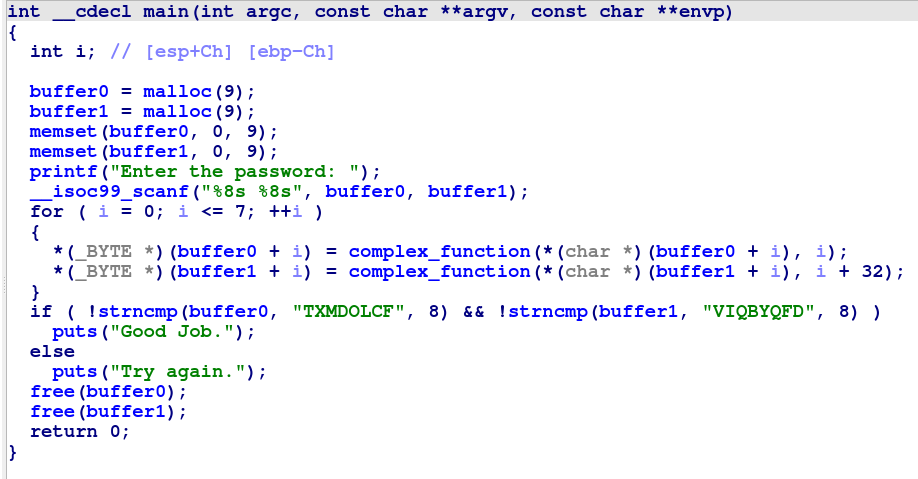 int __cdecl main(int argc, const char **argv, const char **envp)
{
  int i; // [esp+Ch] [ebp-Ch]

  buffer0 = malloc(9);
  buffer1 = malloc(9);
  memset(buffer0, 0, 9);
  memset(buffer1, 0, 9);
  printf("Enter the password: ");
  __isoc99_scanf("%8s %8s", buffer0, buffer1);
  for ( i = 0; i <= 7; ++i )
  {
    *(_BYTE *)(buffer0 + i) = complex_function(*(char *)(buffer0 + i), i);
    *(_BYTE *)(buffer1 + i) = complex_function(*(char *)(buffer1 + i), i + 32);
  }
  if ( !strncmp(buffer0, "TXMDOLCF", 8) && !strncmp(buffer1, "VIQBYQFD", 8) )
    puts("Good Job.");
  else
    puts("Try again.");
  free(buffer0);
  free(buffer1);
  return 0;
}